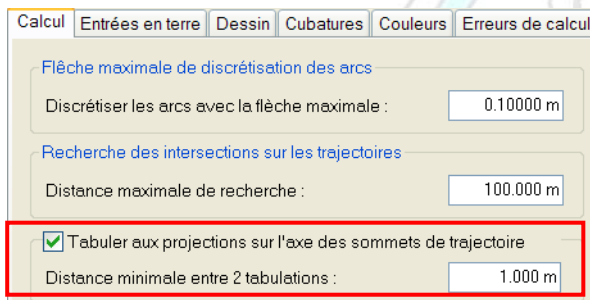 Calcul Entrées en terre Dessin Cubatures Couleurs Erreurs de calcul
Flêche maximale de discrétisation des arcs
Discrétiser les arcs avec la flèche maximale : 0.10000 m
Recherche des intersections sur les trajectoires
Distance maximale de recherche : 100.000 m
Tabuler aux projections sur l'axe des sommets de trajectoire
Distance minimale entre 2 tabulations : 1.000 m